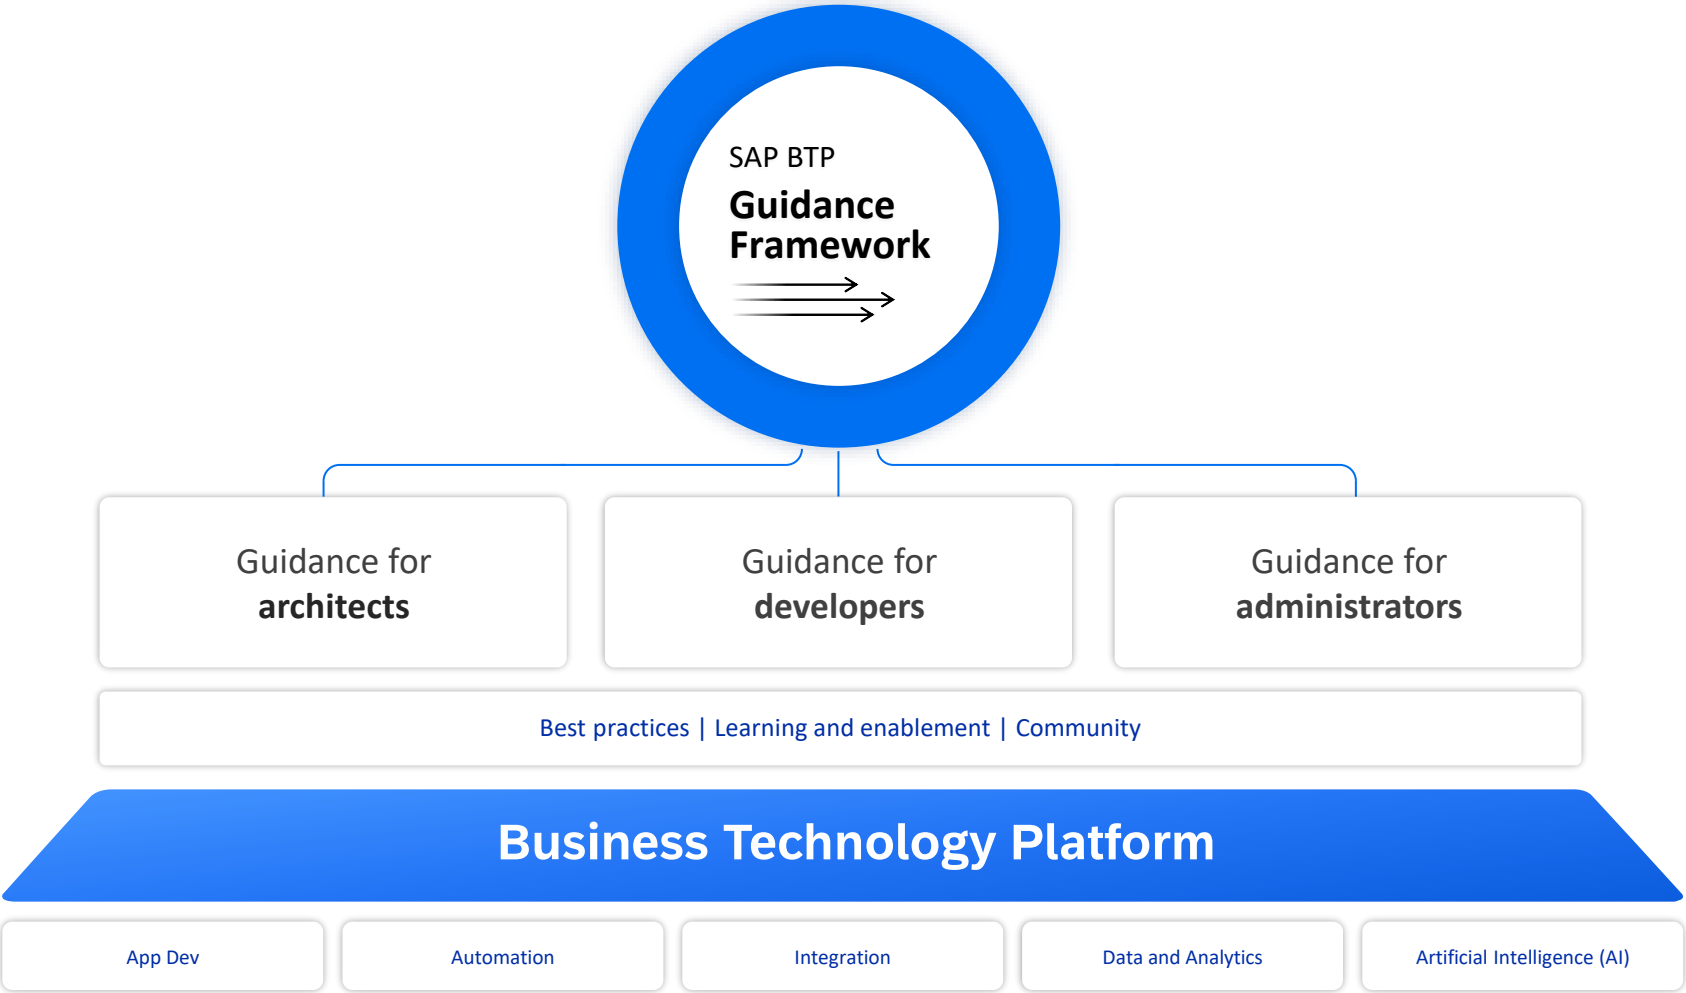 SAP BTP
Guidance
Framework
Guidance for
architects
Guidance for
developers
Guidance for
administrators
Best practices | Learning and enablement | Community
Business Technology Platform
App Dev
Automation
Integration
Data and Analytics
Artificial Intelligence (AI)